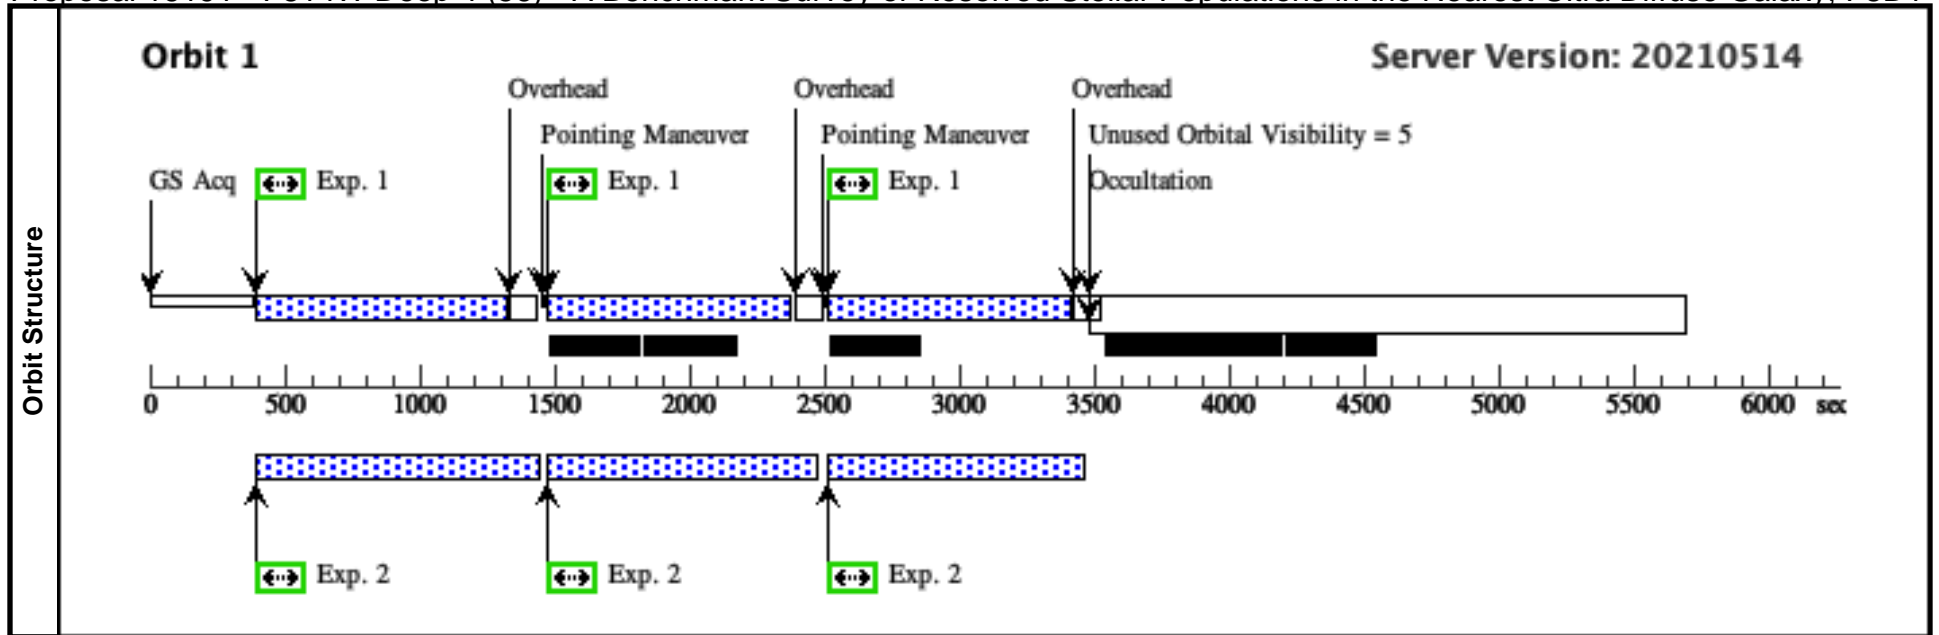 Orbit 1
Server Version: 20210514
Overhead Overhead Overhead
Pointing Maneuver Pointing Maneuver Unused Orbital Visibility = 5
GS Acq Exp. 1 Exp. 1 Exp. 1 Occultation
Orbit Structure
0 500 1000 1500 2000 2500 3000 3500 4000 4500 5000 5500 6000 sec
Exp. 2 Exp. 2 Exp. 2